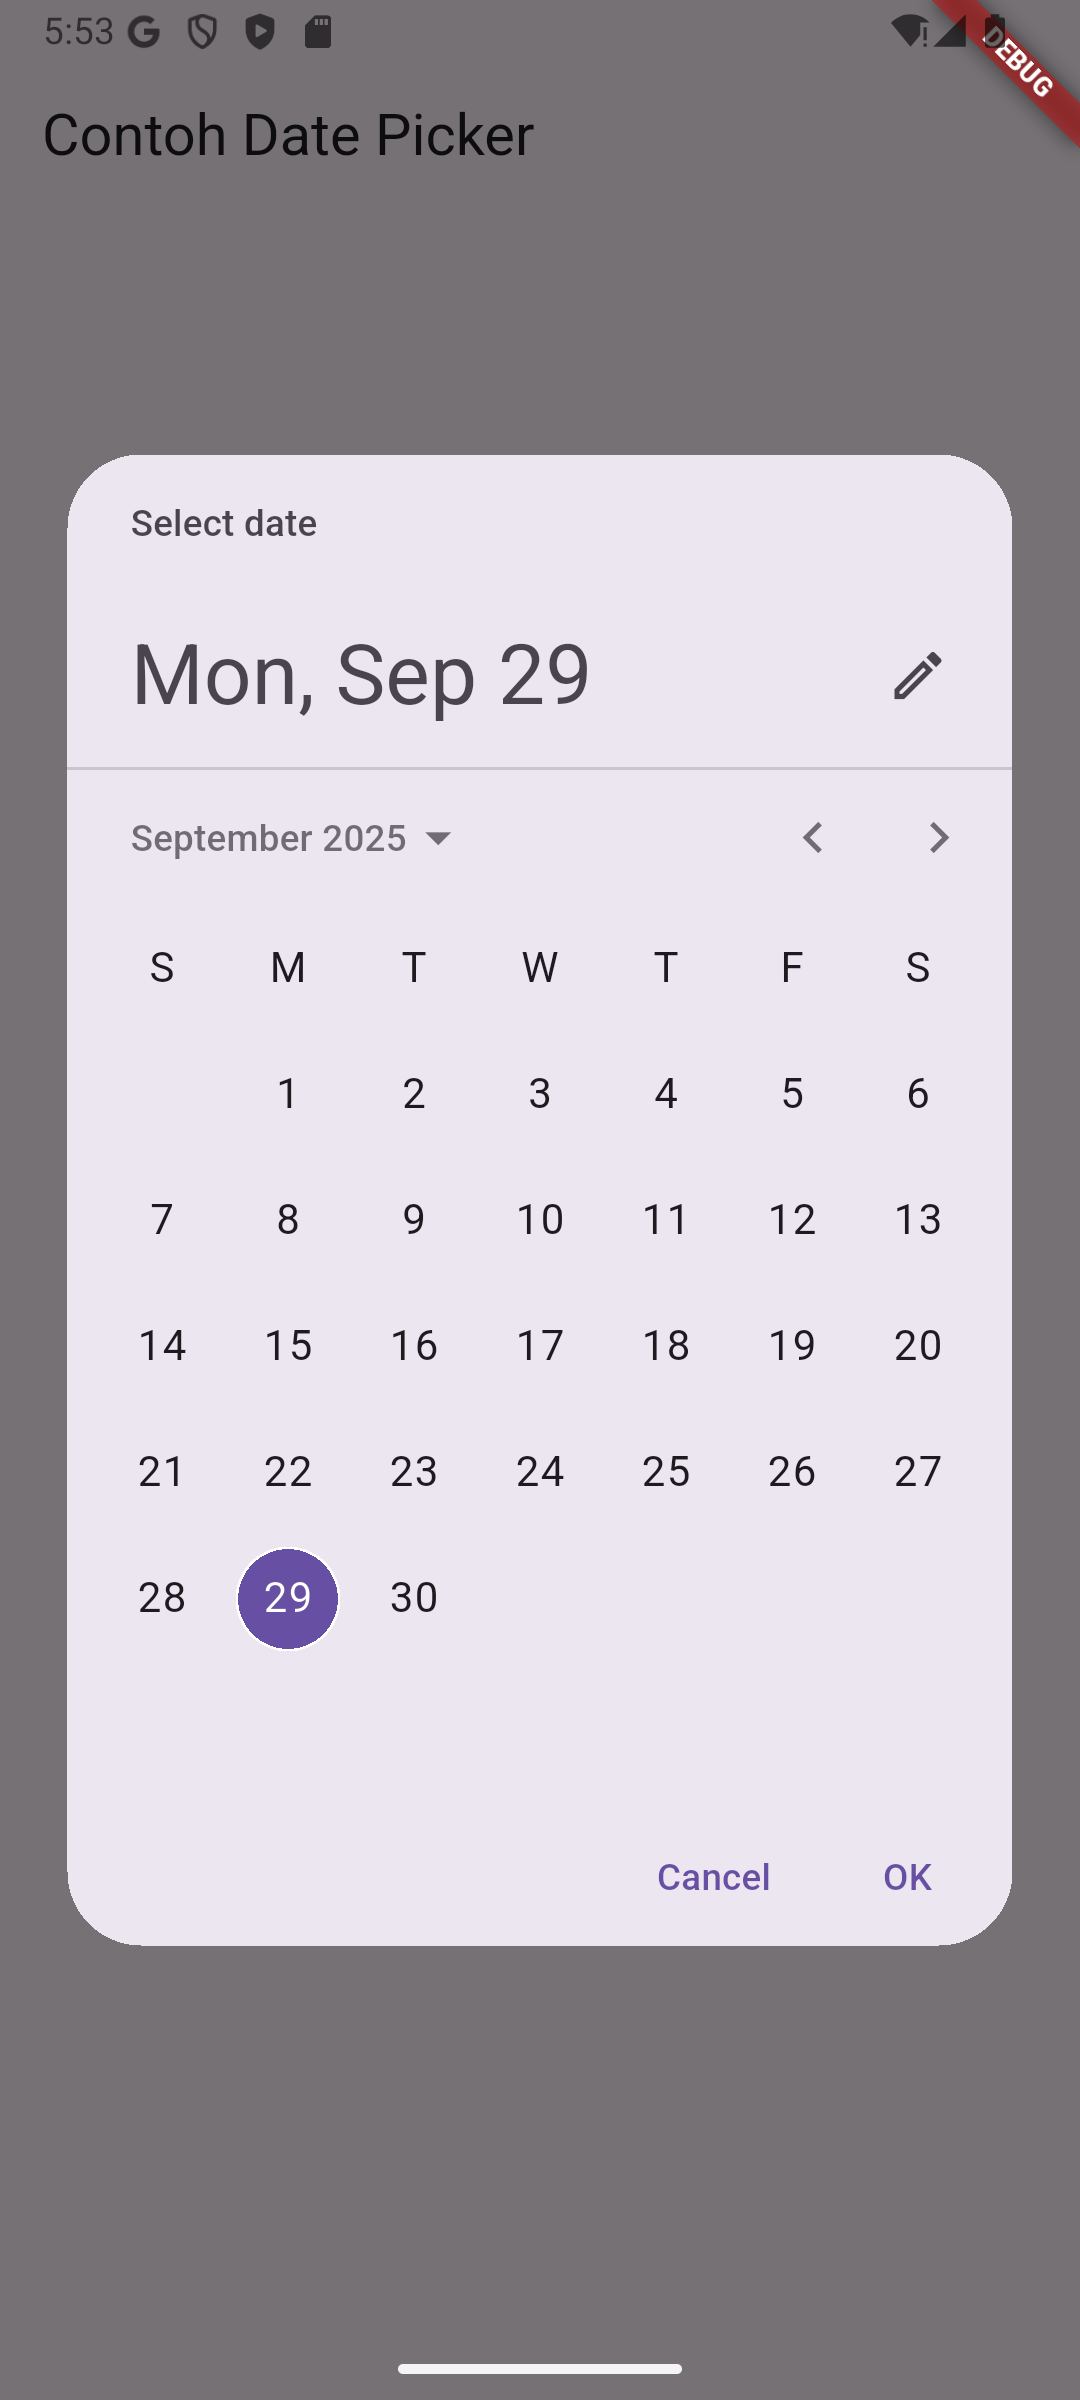 5:53
DEBUG
Contoh Date Picker
Select date
Mon, Sep 29
September 2025
S M T W T F S
1 2 3 4 5 6
7 8 9 10 11 12 13
14 15 16 17 18 19 20
21 22 23 24 25 26 27
28 29 30
Cancel OK